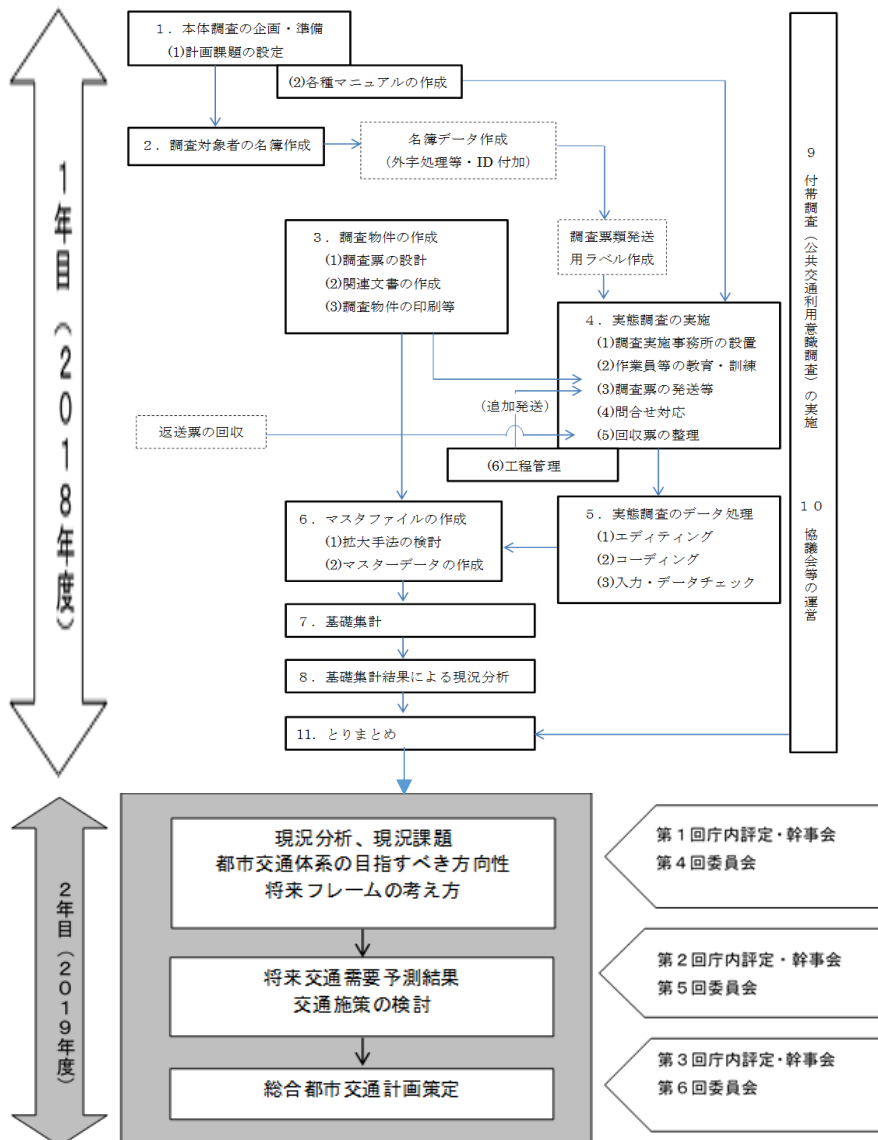 1年目(2018年度)
1．本体調査の企画・準備
(1)計画課題の設定
(2)各種マニュアルの作成
2．調査対象者の名簿作成
名簿データ作成
(外字処理等・ID 付加)
調査票類発送
用ラベル作成
3．調査物件の作成
(1)調査票の設計
(2)関連文書の作成
(3)調査物件の印刷等
4．実態調査の実施
(1)調査実施事務所の設置
(2)作業員等の教育・訓練
(3)調査票の発送等
(4)問合せ対応
(5)回収票の整理
(追加発送)
返送票の回収
(6)工程管理
5．実態調査のデータ処理
(1)エディティング
(2)コーディング
(3)入力・データチェック
6．マスタファイルの作成
(1)拡大手法の検討
(2)マスターデータの作成
7．基礎集計
8．基礎集計結果による現況分析
9 付帯調査(公共交通利用意識調査)の実施
10 協議会等の運営
11．とりまとめ
2年目(2019年度)
現況分析、現況課題
都市交通体系の目指すべき方向性
将来フレームの考え方
第1回庁内評定・幹事会
第4回委員会
将来交通需要予測結果
交通施策の検討
第2回庁内評定・幹事会
第5回委員会
総合都市交通計画策定
第3回庁内評定・幹事会
第6回委員会